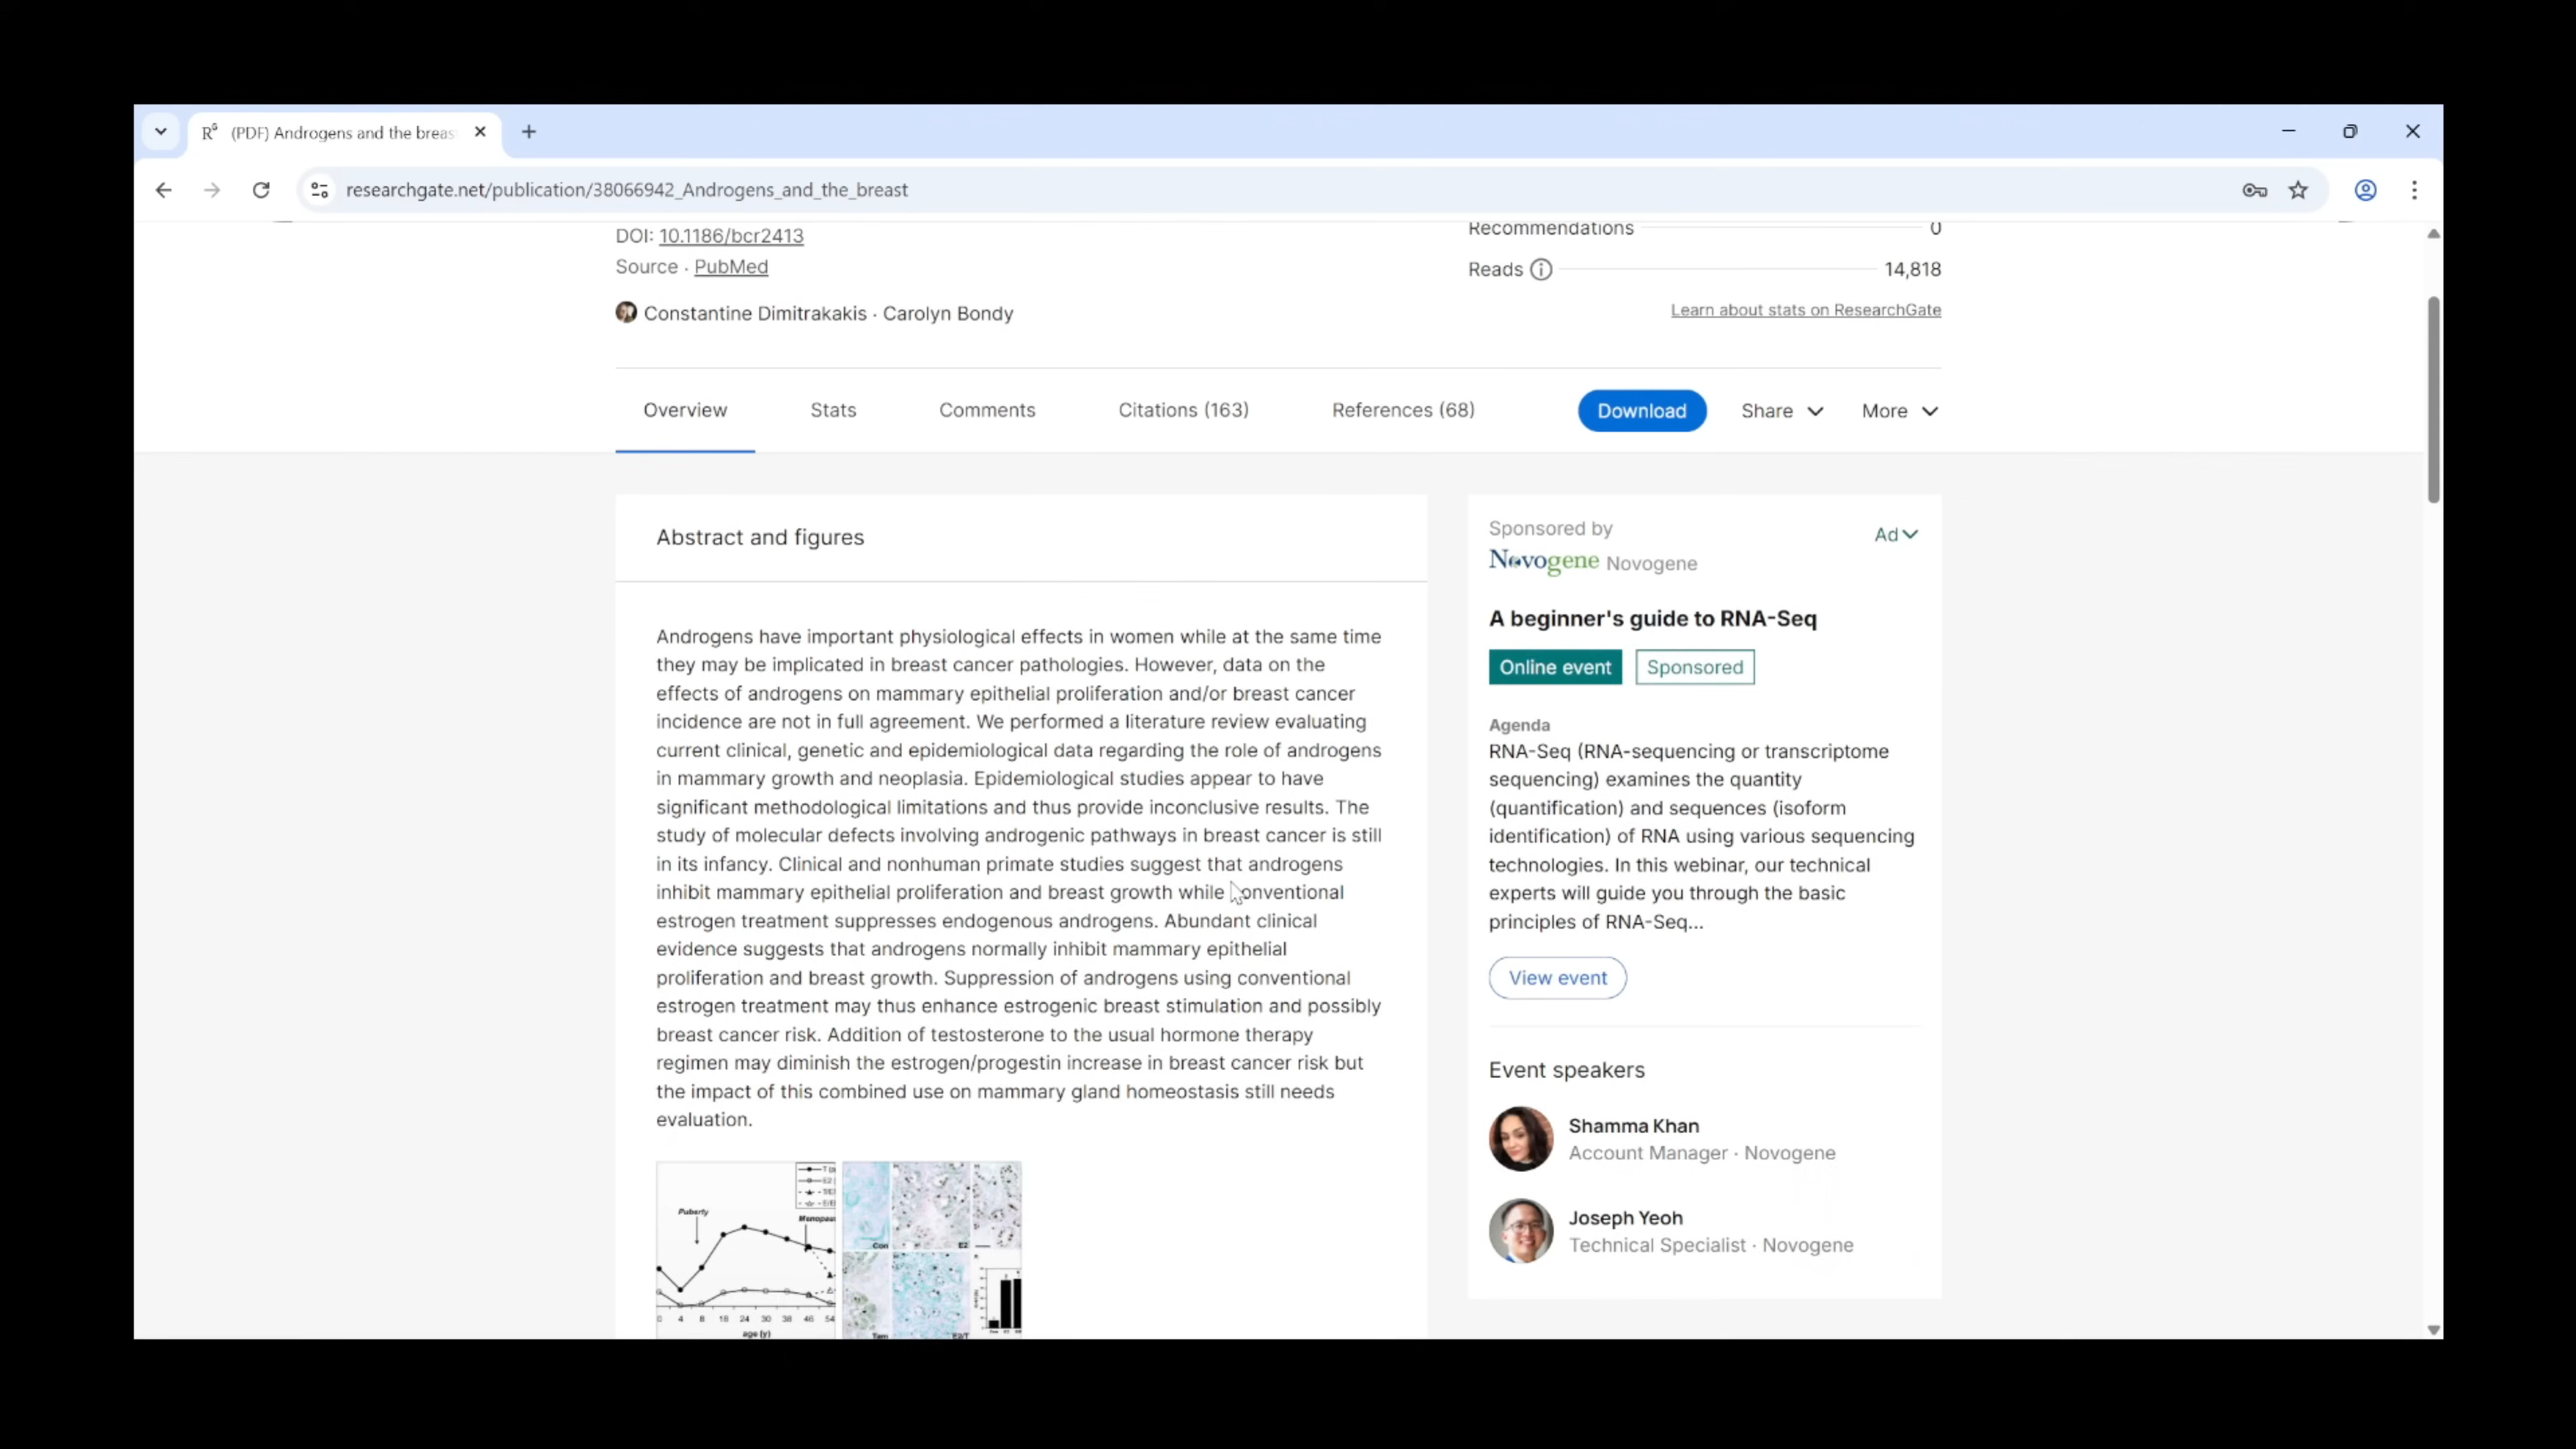 (PDF) Androgens and the breas
researchgate.net/publication/38066942_Androgens_and_the_breast
DOI: 10.1186/bcr2413
Source · PubMed
Constantine Dimitrakakis · Carolyn Bondy
Recommendations 0
Reads 14,818
Learn about stats on ResearchGate
Overview Stats Comments Citations (163) References (68) Download Share More
Abstract and figures
Androgens have important physiological effects in women while at the same time
they may be implicated in breast cancer pathologies. However, data on the
effects of androgens on mammary epithelial proliferation and/or breast cancer
incidence are not in full agreement. We performed a literature review evaluating
current clinical, genetic and epidemiological data regarding the role of androgens
in mammary growth and neoplasia. Epidemiological studies appear to have
significant methodological limitations and thus provide inconclusive results. The
study of molecular defects involving androgenic pathways in breast cancer is still
in its infancy. Clinical and nonhuman primate studies suggest that androgens
inhibit mammary epithelial proliferation and breast growth while conventional
estrogen treatment suppresses endogenous androgens. Abundant clinical
evidence suggests that androgens normally inhibit mammary epithelial
proliferation and breast growth. Suppression of androgens using conventional
estrogen treatment may thus enhance estrogenic breast stimulation and possibly
breast cancer risk. Addition of testosterone to the usual hormone therapy
regimen may diminish the estrogen/progestin increase in breast cancer risk but
the impact of this combined use on mammary gland homeostasis still needs
evaluation.
Puberty
Menopau
0 4 8 18 24 30 38 46 54
age (y)
Con E2
Tam E2/T
Sponsored by
Novogene Novogene
Ad
A beginner's guide to RNA-Seq
Online event Sponsored
Agenda
RNA-Seq (RNA-sequencing or transcriptome
sequencing) examines the quantity
(quantification) and sequences (isoform
identification) of RNA using various sequencing
technologies. In this webinar, our technical
experts will guide you through the basic
principles of RNA-Seq...
View event
Event speakers
Shamma Khan
Account Manager · Novogene
Joseph Yeoh
Technical Specialist · Novogene